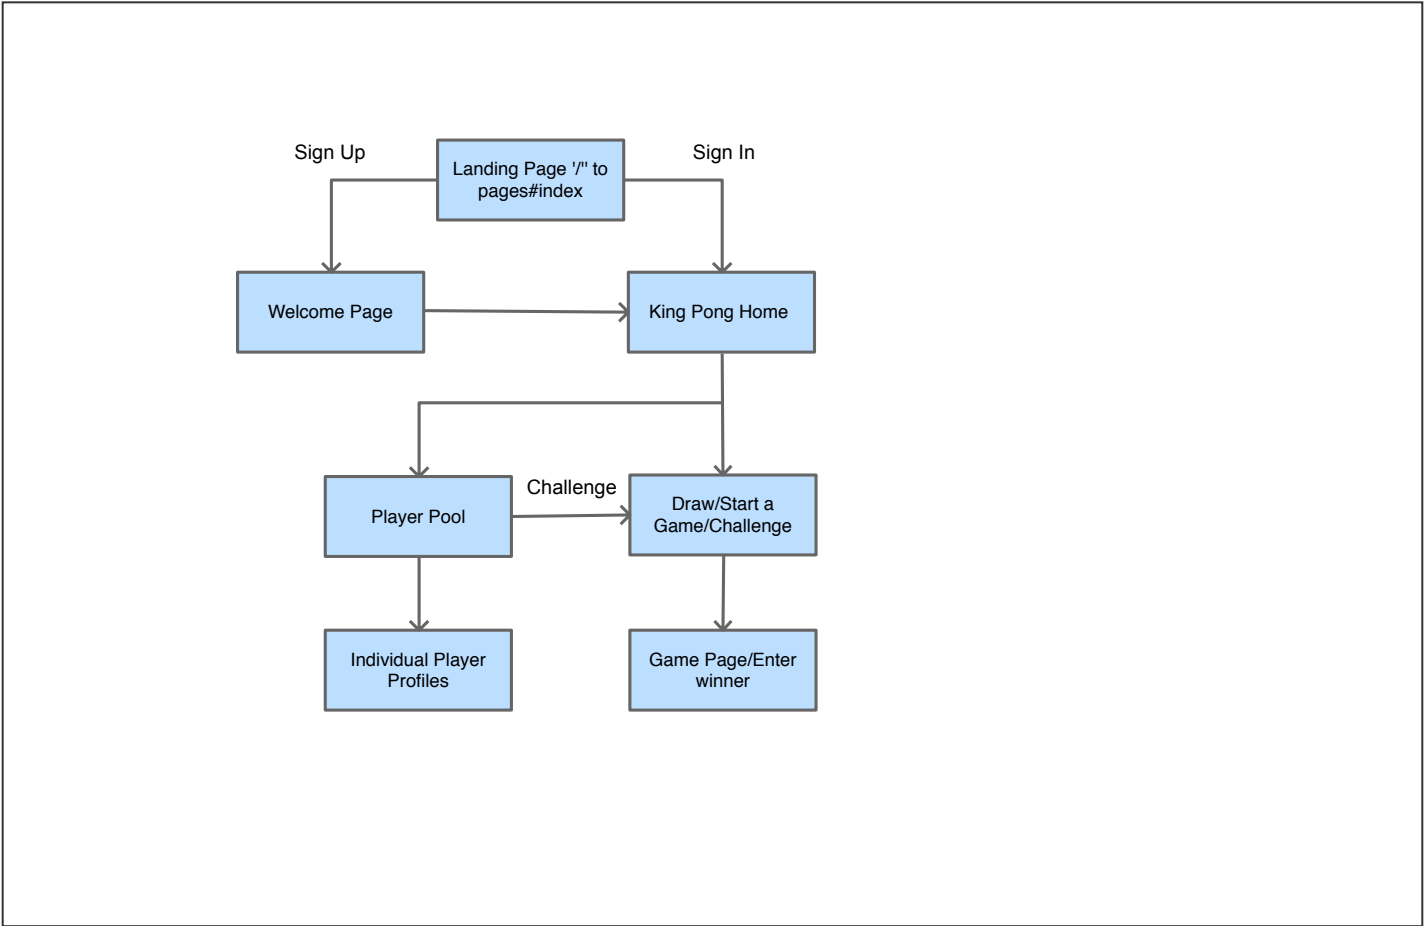 Sign Up
Landing Page '/" to
pages#index
Sign In
Welcome Page
King Pong Home
Player Pool
Challenge
Draw/Start a
Game/Challenge
Individual Player
Profiles
Game Page/Enter
winner